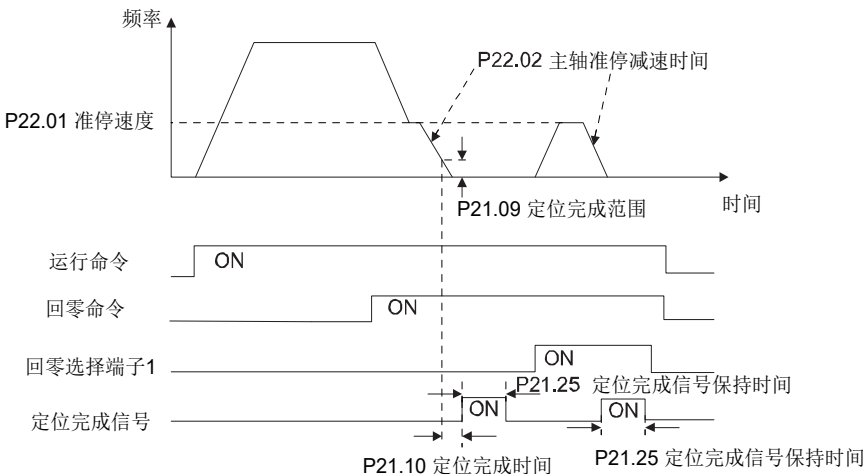 频率
P22.02 主轴准停减速时间
P22.01 准停速度
P21.09 定位完成范围
时间
运行命令
ON
回零命令
ON
回零选择端子1
ON
P21.25 定位完成信号保持时间
定位完成信号
ON
ON
P21.10 定位完成时间
P21.25 定位完成信号保持时间